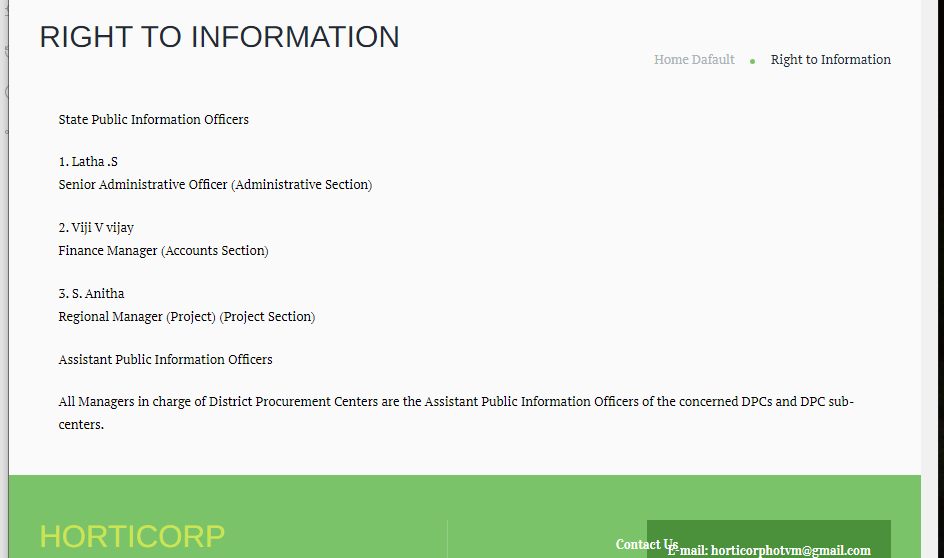 RIGHT TO INFORMATION
Home Dafault • Right to Information
State Public Information Officers
1. Latha .S
Senior Administrative Officer (Administrative Section)
2. Viji V vijay
Finance Manager (Accounts Section)
3. S. Anitha
Regional Manager (Project) (Project Section)
Assistant Public Information Officers
All Managers in charge of District Procurement Centers are the Assistant Public Information Officers of the concerned DPCs and DPC sub-
centers.
HORTICORP
Contact Us
E-mail: horticorphotvm@gmail.com